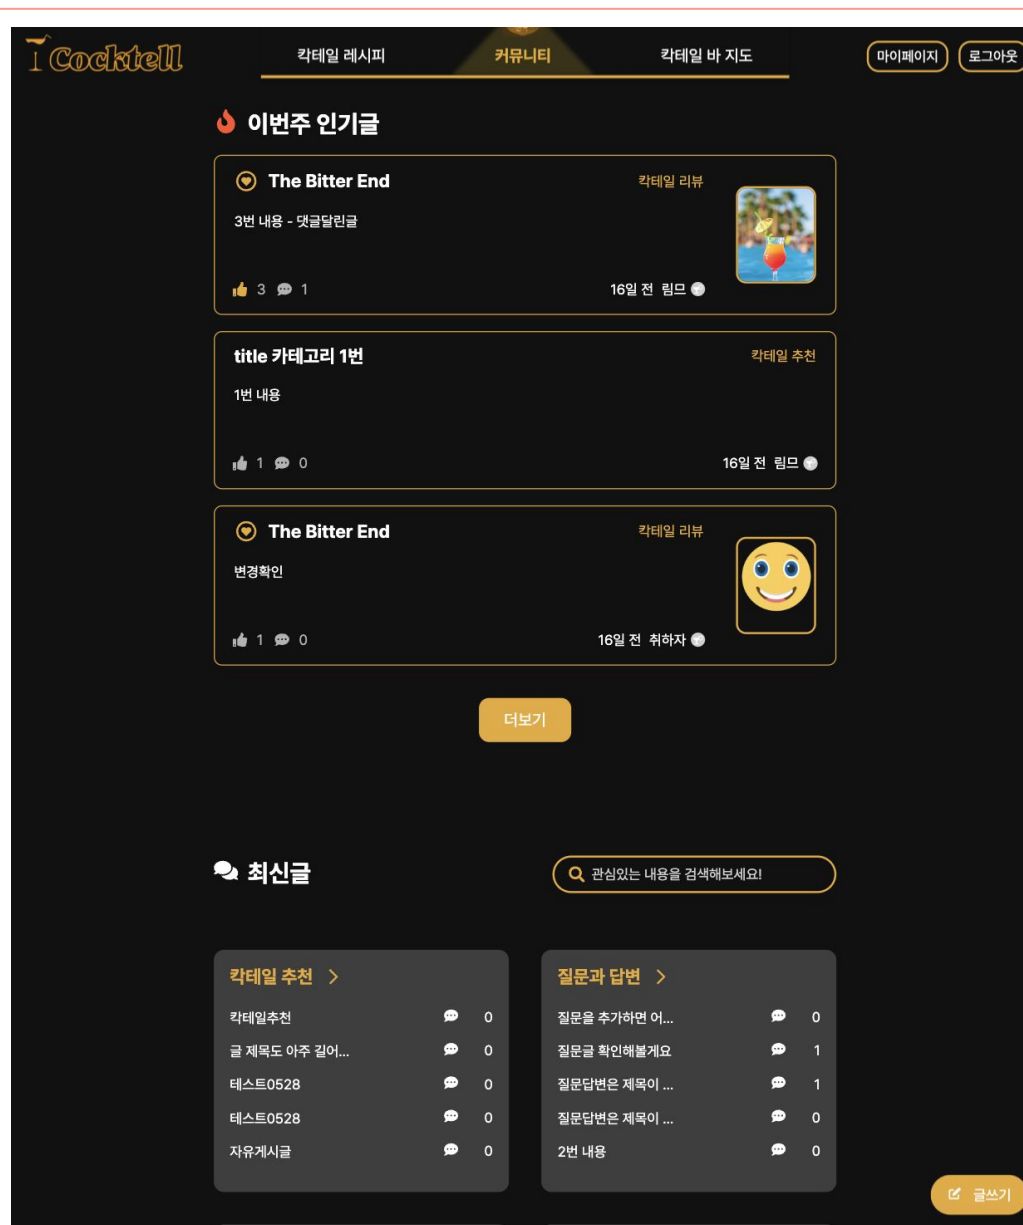 Cocktell
칵테일 레시피
커뮤니티
칵테일 바 지도
마이페이지
로그아웃
이번주 인기글
The Bitter End
칵테일 리뷰
3번 내용 - 댓글달린글
3 1
16일 전 림므
title 카테고리 1번
칵테일 추천
1번 내용
1 0
16일 전 림므
The Bitter End
칵테일 리뷰
변경확인
1 0
16일 전 취하자
더보기
최신글
관심있는 내용을 검색해보세요!
칵테일 추천 >
칵테일추천 0
글 제목도 아주 길어... 0
테스트0528 0
테스트0528 0
자유게시글 0
질문과 답변 >
질문을 추가하면 어... 0
질문글 확인해볼게요 1
질문답변은 제목이 ... 1
질문답변은 제목이 ... 0
2번 내용 0
글쓰기